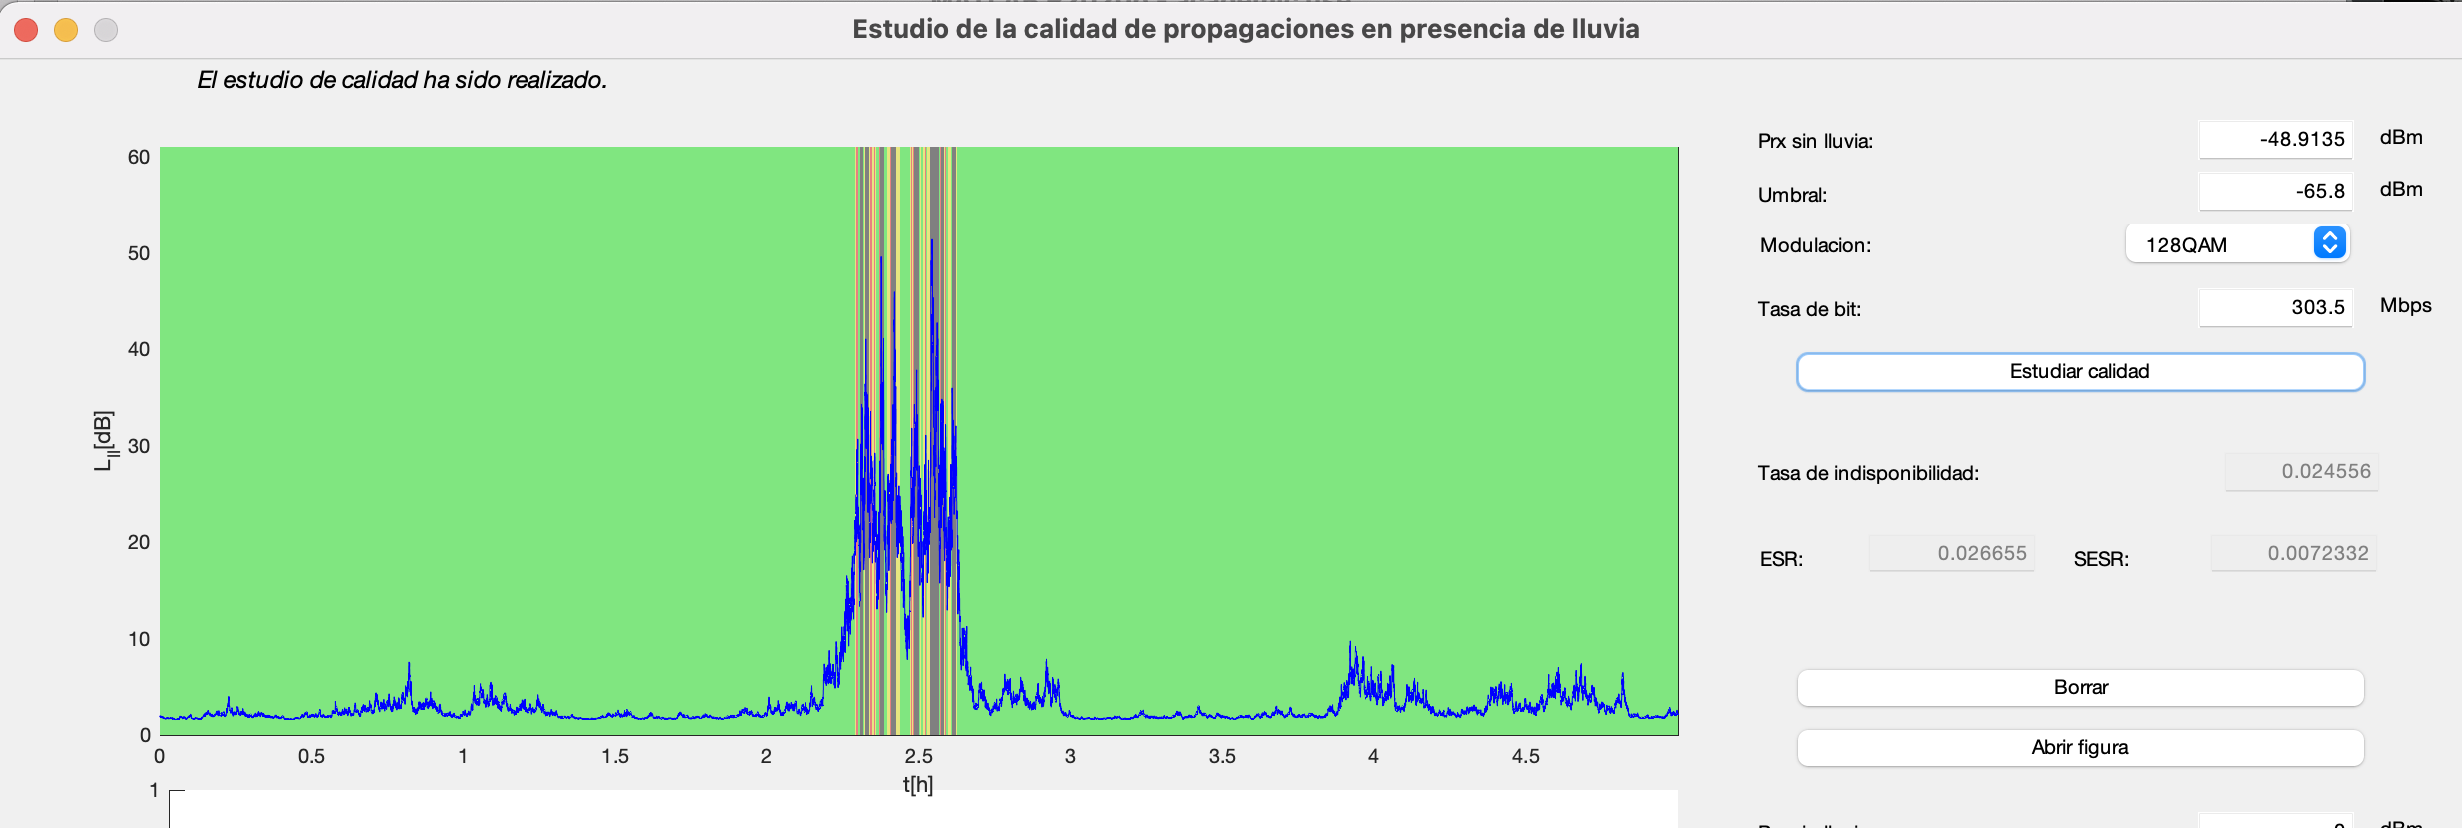 Estudio de la calidad de propagaciones en presencia de lluvia
El estudio de calidad ha sido realizado.
60
50
40
30
20
10
0
L||[dB]
0 0.5 1 1.5 2 2.5 3 3.5 4 4.5
t[h]
1
Prx sin lluvia: -48.9135 dBm
Umbral: -65.8 dBm
Modulacion: 128QAM
Tasa de bit: 303.5 Mbps
Estudiar calidad
Tasa de indisponibilidad: 0.024556
ESR: 0.026655 SESR: 0.0072332
Borrar
Abrir figura